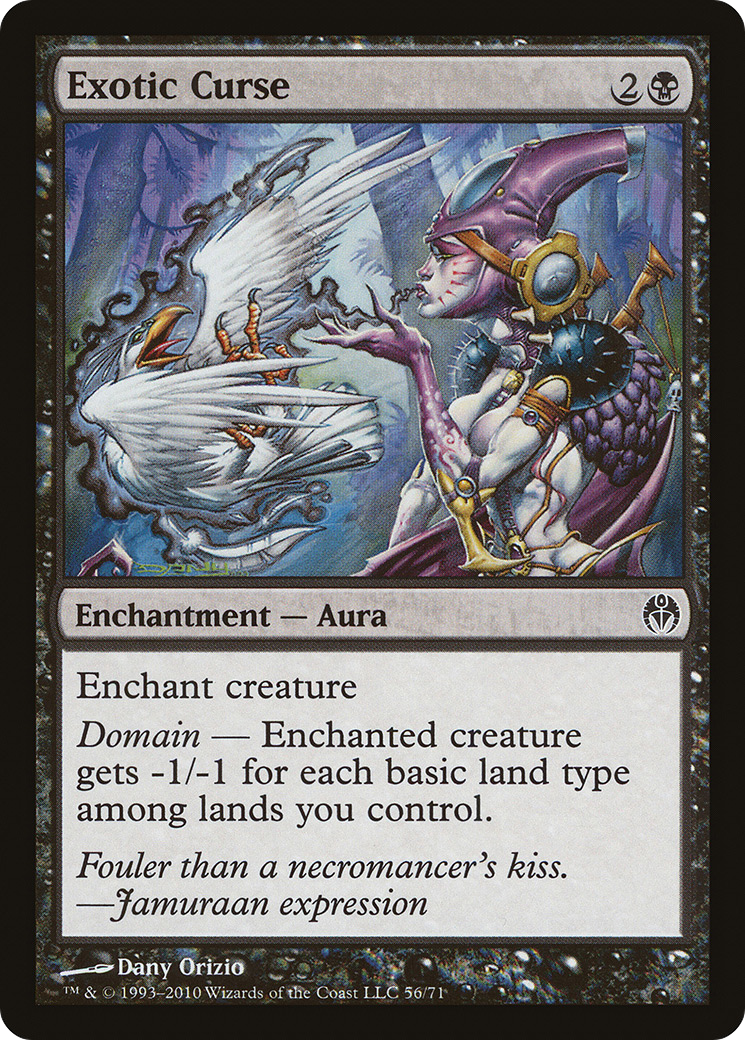 Exotic Curse 2
DANY
Enchantment — Aura
Enchant creature
Domain — Enchanted creature
gets -1/-1 for each basic land type
among lands you control.
Fouler than a necromancer's kiss.
—Jamuraan expression
Dany Orizio
™ & © 1993–2010 Wizards of the Coast LLC 56/71